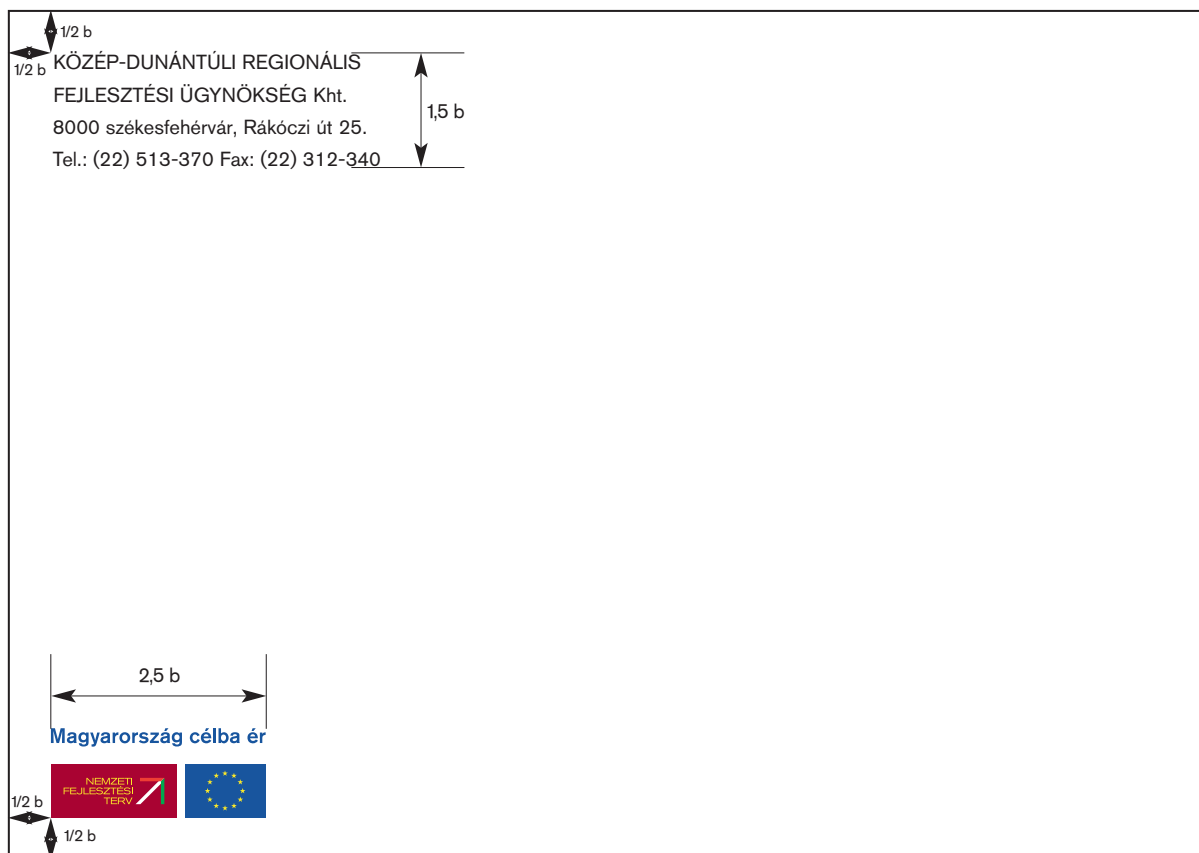 1/2 b
1/2 b
KÖZÉP-DUNÁNTÚLI REGIONÁLIS
FEJLESZTÉSI ÜGYNÖKSÉG Kht.
8000 székesfehérvár, Rákóczi út 25.
Tel.: (22) 513-370 Fax: (22) 312-340
1,5 b
2,5 b
Magyarország célba ér
NEMZETI
FEJLESZTÉSI
TERV
1/2 b
1/2 b